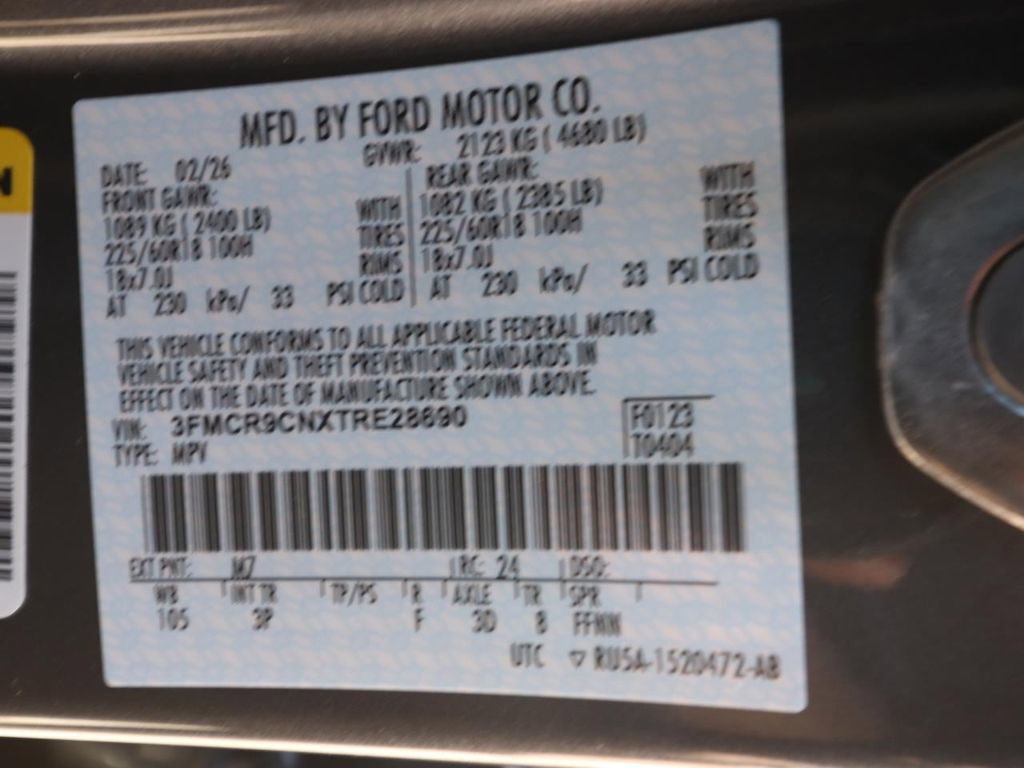 MFD. BY FORD MOTOR CO.
DATE: 02/26 GVWR: 2123 KG ( 4680 LB)
FRONT GAWR: REAR GAWR:
1089 KG ( 2400 LB) WITH 1082 KG ( 2385 LB) WITH
225/60R18 100H TIRES 225/60R18 100H TIRES
18x7.0J RIMS 18x7.0J RIMS
AT 230 kPa/ 33 PSI COLD AT 230 kPa/ 33 PSI COLD
THIS VEHICLE CONFORMS TO ALL APPLICABLE FEDERAL MOTOR
VEHICLE SAFETY AND THEFT PREVENTION STANDARDS IN
EFFECT ON THE DATE OF MANUFACTURE SHOWN ABOVE.
VIN: 3FMCR9CNXTRE28690 F0123
TYPE: MPV T0404
EXT PNT: M7 RC: 24 DSO:
WB INT TR TP/PS R AXLE TR SPR
105 3P F 3D 8 FFNN
UTC ▽ RU5A-1520472-AB
N